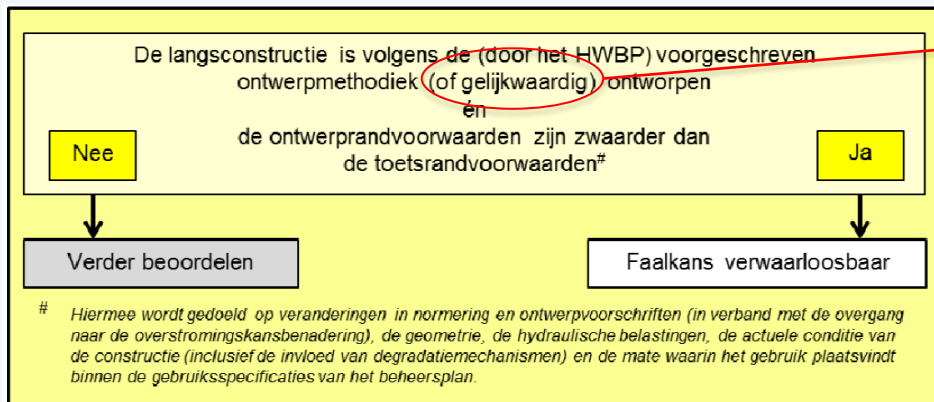 De langsconstructie is volgens de (door het HWBP) voorgeschreven
ontwerpmethodiek (of gelijkwaardig) ontworpen
én
de ontwerprandvoorwaarden zijn zwaarder dan
de toetsrandvoorwaarden#
Nee
Ja
Verder beoordelen
Faalkans verwaarloosbaar
# Hiermee wordt gedoeld op veranderingen in normering en ontwerpvoorschriften (in verband met de overgang
naar de overstromingskansbenadering), de geometrie, de hydraulische belastingen, de actuele conditie van
de constructie (inclusief de invloed van degradatiemechanismen) en de mate waarin het gebruik plaatsvindt
binnen de gebruiksspecificaties van het beheersplan.